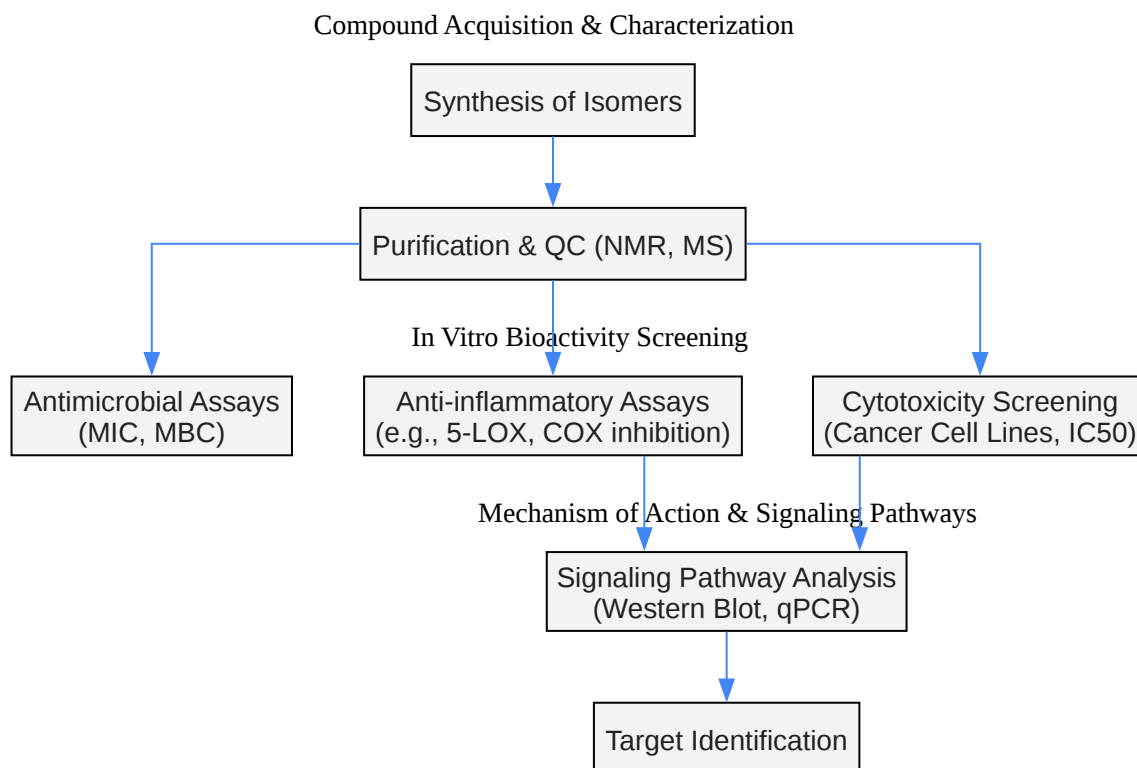 Compound Acquisition & Characterization
Synthesis of Isomers
Purification & QC (NMR, MS)
In Vitro Bioactivity Screening
Antimicrobial Assays
(MIC, MBC)
Anti-inflammatory Assays
(e.g., 5-LOX, COX inhibition)
Cytotoxicity Screening
(Cancer Cell Lines, IC50)
Mechanism of Action & Signaling Pathways
Signaling Pathway Analysis
(Western Blot, qPCR)
Target Identification